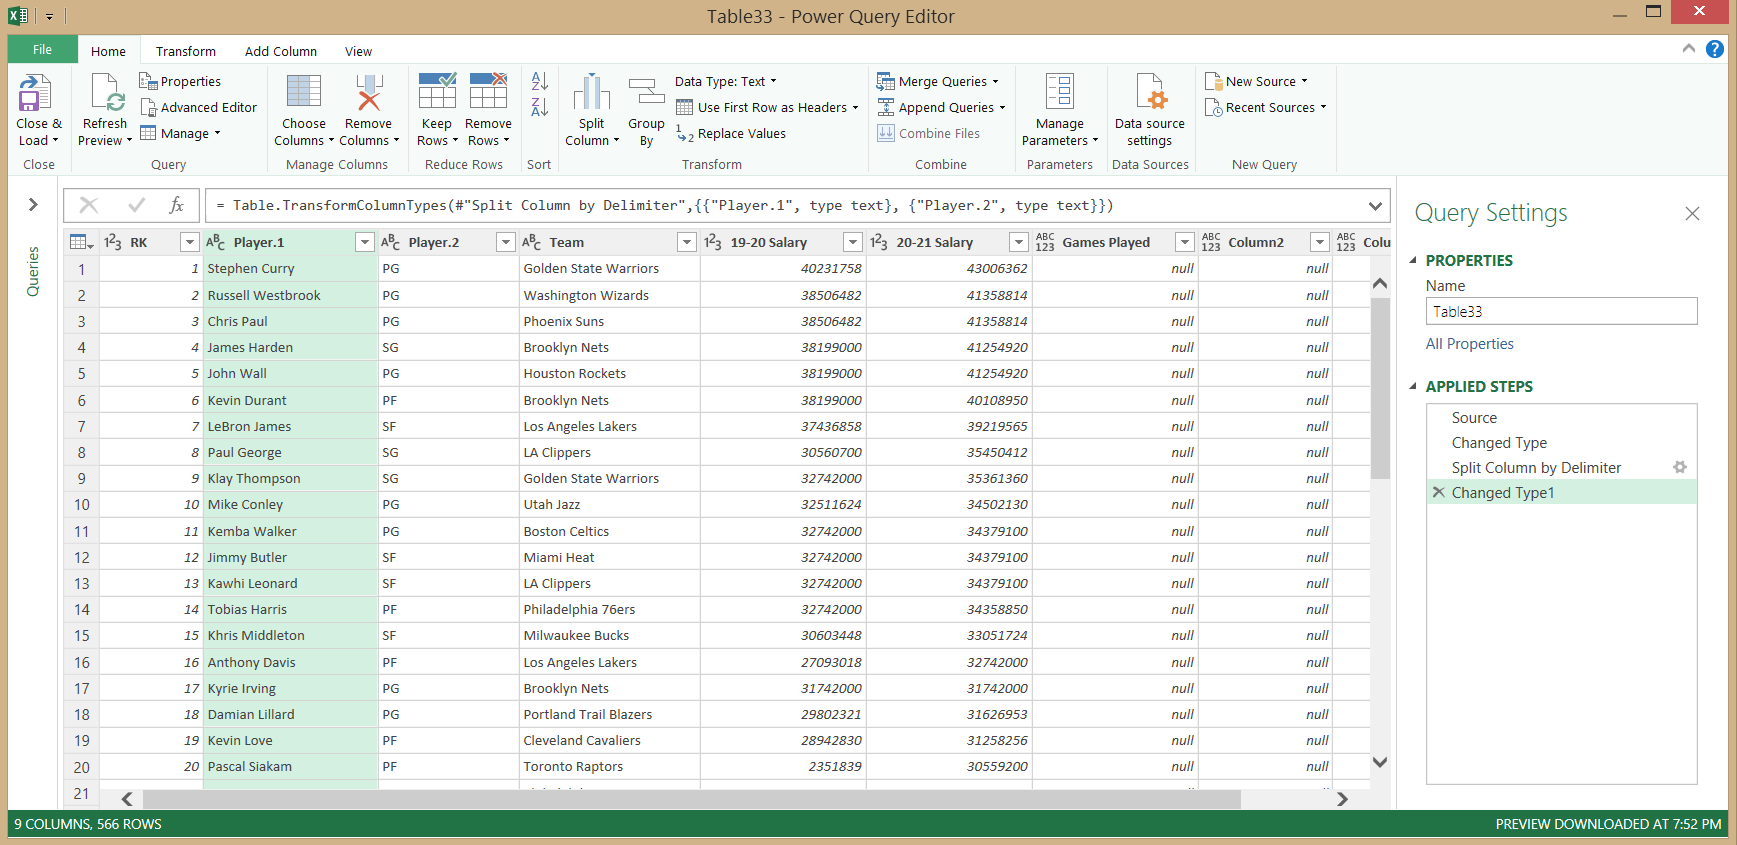 Table33 - Power Query Editor
File Home Transform Add Column View
Close & Load
Refresh Preview
Properties
Advanced Editor
Manage
Choose Columns
Remove Columns
Keep Rows
Remove Rows
A Z
Z A
Split Column
Group By
Data Type: Text
Use First Row as Headers
1 2 Replace Values
Merge Queries
Append Queries
Combine Files
Manage Parameters
Data source settings
New Source
Recent Sources
Close Query Manage Columns Reduce Rows Sort Transform Combine Parameters Data Sources New Query
fx = Table.TransformColumnTypes(#"Split Column by Delimiter",{{"Player.1", type text}, {"Player.2", type text}})
Queries
123 RK ABC Player.1 ABC Player.2 ABC Team 123 19-20 Salary 123 20-21 Salary ABC 123 Games Played ABC 123 Column2 ABC 123 Colu
1 1 Stephen Curry PG Golden State Warriors 40231758 43006362 null null
2 2 Russell Westbrook PG Washington Wizards 38506482 41358814 null null
3 3 Chris Paul PG Phoenix Suns 38506482 41358814 null null
4 4 James Harden SG Brooklyn Nets 38199000 41254920 null null
5 5 John Wall PG Houston Rockets 38199000 41254920 null null
6 6 Kevin Durant PF Brooklyn Nets 38199000 40108950 null null
7 7 LeBron James SF Los Angeles Lakers 37436858 39219565 null null
8 8 Paul George SG LA Clippers 30560700 35450412 null null
9 9 Klay Thompson SG Golden State Warriors 32742000 35361360 null null
10 10 Mike Conley PG Utah Jazz 32511624 34502130 null null
11 11 Kemba Walker PG Boston Celtics 32742000 34379100 null null
12 12 Jimmy Butler SF Miami Heat 32742000 34379100 null null
13 13 Kawhi Leonard SF LA Clippers 32742000 34379100 null null
14 14 Tobias Harris PF Philadelphia 76ers 32742000 34358850 null null
15 15 Khris Middleton SF Milwaukee Bucks 30603448 33051724 null null
16 16 Anthony Davis PF Los Angeles Lakers 27093018 32742000 null null
17 17 Kyrie Irving PG Brooklyn Nets 31742000 31742000 null null
18 18 Damian Lillard PG Portland Trail Blazers 29802321 31626953 null null
19 19 Kevin Love PF Cleveland Cavaliers 28942830 31258256 null null
20 20 Pascal Siakam PF Toronto Raptors 2351839 30559200 null null
21
Query Settings
PROPERTIES
Name
Table33
All Properties
APPLIED STEPS
Source
Changed Type
Split Column by Delimiter
Changed Type1
9 COLUMNS, 566 ROWS
PREVIEW DOWNLOADED AT 7:52 PM